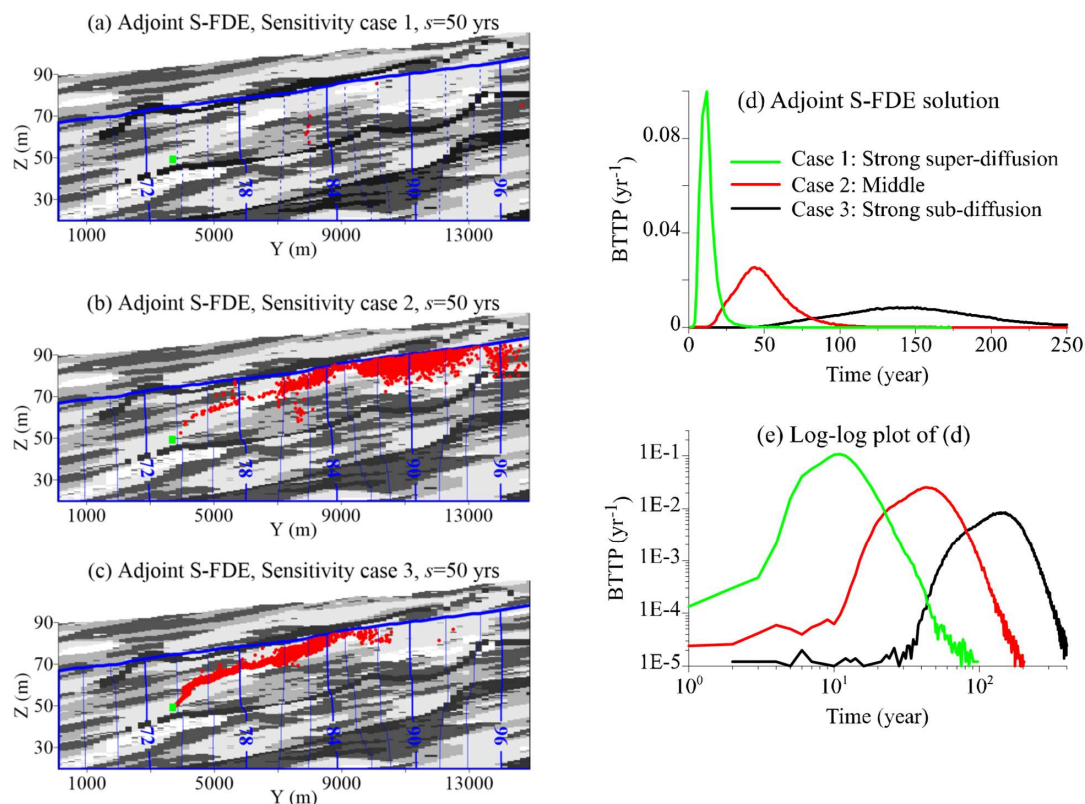 (a) Adjoint S-FDE, Sensitivity case 1, s=50 yrs
90
70
50
30
Z (m)
72
78
84
90
96
1000 5000 9000 13000
Y (m)
(b) Adjoint S-FDE, Sensitivity case 2, s=50 yrs
90
70
50
30
Z (m)
72
78
84
90
96
1000 5000 9000 13000
Y (m)
(c) Adjoint S-FDE, Sensitivity case 3, s=50 yrs
90
70
50
30
Z (m)
72
78
84
90
96
1000 5000 9000 13000
Y (m)
(d) Adjoint S-FDE solution
0.08
0.04
0
BTTP (yr⁻¹)
Case 1: Strong super-diffusion
Case 2: Middle
Case 3: Strong sub-diffusion
0 50 100 150 200 250
Time (year)
(e) Log-log plot of (d)
1E-1
1E-2
1E-3
1E-4
1E-5
BTTP (yr⁻¹)
10⁰ 10¹ 10²
Time (year)